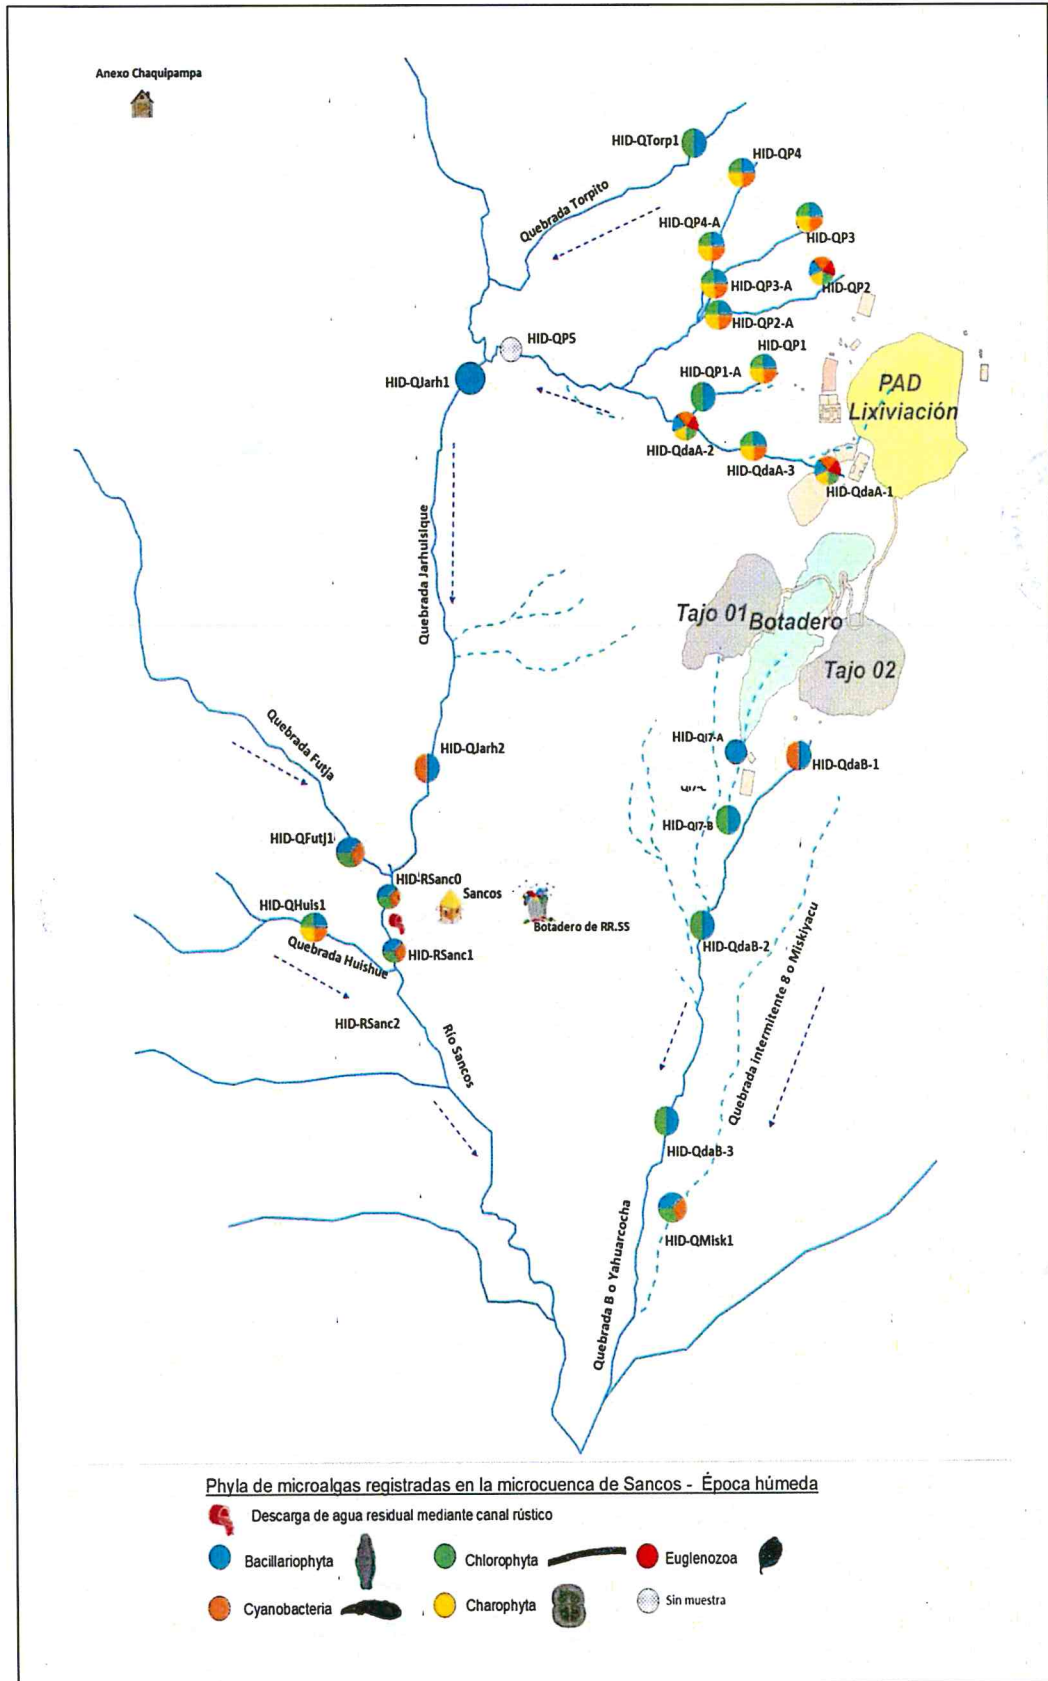 Anexo Chaquipampa
HID-QTorp1
HID-QP4
Quebrada Torpito
HID-QP4-A
HID-QP3
HID-QP3-A
HID-QP2
HID-QP2-A
HID-QP5
HID-QP1
HID-QJarh1
HID-QP1-A
PAD
Lixiviación
HID-QdaA-2
HID-QdaA-3
HID-QdaA-1
Quebrada Jarhuisique
Tajo 01
Botadero
Tajo 02
Quebrada Futja
HID-QJarh2
HID-QI7-A
HID-QdaB-1
QI7-C
HID-QI7-B
HID-QFutJ1
HID-RSanc0
Sancos
HID-QHuis1
Botadero de RR.SS
Quebrada Huishue
HID-RSanc1
HID-QdaB-2
HID-RSanc2
Río Sancos
Quebrada intermitente 8 o Miskiyacu
HID-QdaB-3
HID-QMisk1
Quebrada B o Yahuarcocha
Phyla de microalgas registradas en la microcuenca de Sancos - Época húmeda
Descarga de agua residual mediante canal rústico
Bacillariophyta
Chlorophyta
Euglenozoa
Cyanobacteria
Charophyta
Sin muestra